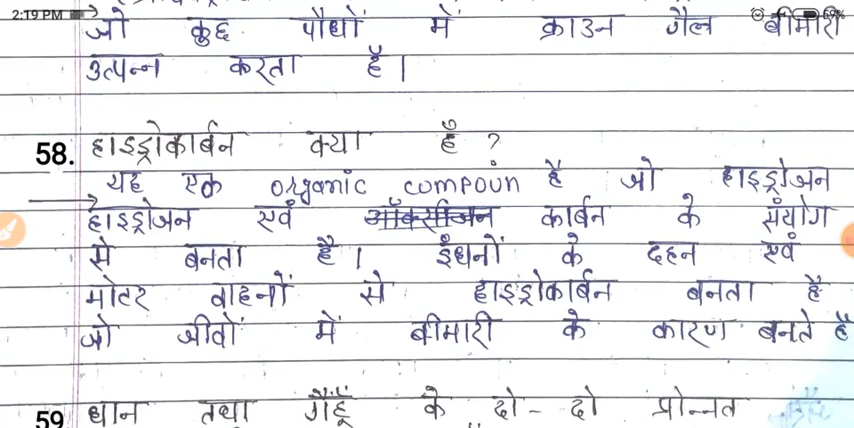 2:19 PM 69%
जो कुछ पौधों में क्राउन गैल बीमारी
उत्पन्न करता है।
58. हाइड्रोकार्बन क्या है ?
यह एक organic compoun है जो हाइड्रोजन
हाइड्रोजन एवं ऑक्सीजन कार्बन के संयोग
से बनता है। ईंधनों के दहन एवं
मोटर वाहनों से हाइड्रोकार्बन बनता है
जो जीवों में बीमारी के कारण बनते है
59 धान तथा गेहूँ के दो-दो प्रोन्नत